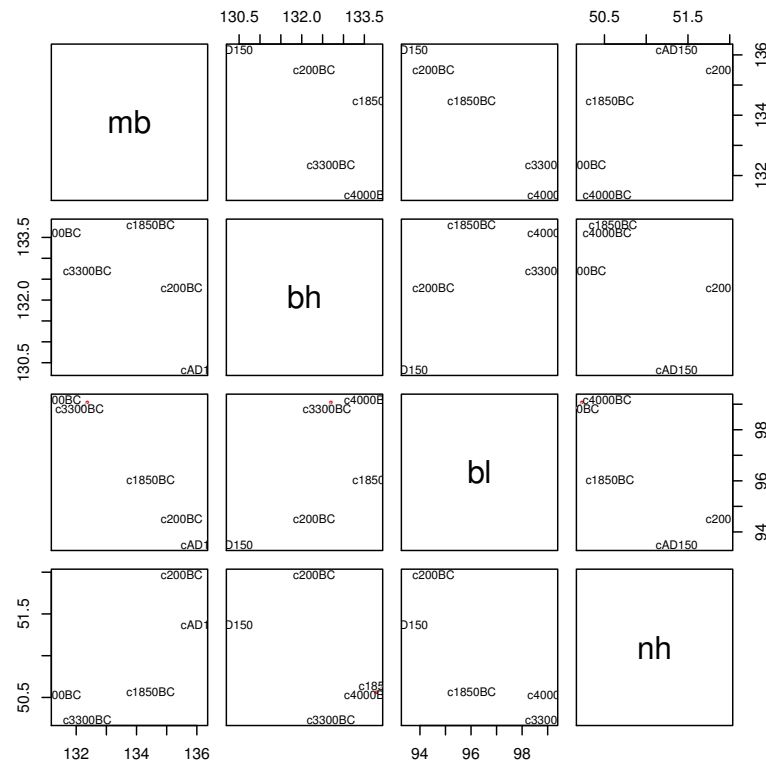 130.5 132.0 133.5 50.5 51.5
D150 D150 cAD150 136
c200BC c200BC c200
c1850 c1850BC c1850BC
mb 134
c3300BC c3300 00BC 132
c4000B c4000 c4000BC
133.5 c1850BC c1850BC c1850BC
00BC c4000 c4000BC
c3300BC c3300 00BC
132.0 c200BC bh c200BC c200
130.5 cAD1 D150 cAD150
00BC c4000B c4000BC
c3300BC c3300BC 0BC
98
c1850BC c1850 bl c1850BC 96
c200BC c200BC c200 94
cAD1 D150 cAD150
c200BC c200BC c200BC
51.5 cAD1 D150 D150
nh
50.5 00BC c1850BC c185 c1850BC
c4000B c4000
c3300BC c3300BC c3300
132 134 136 94 96 98